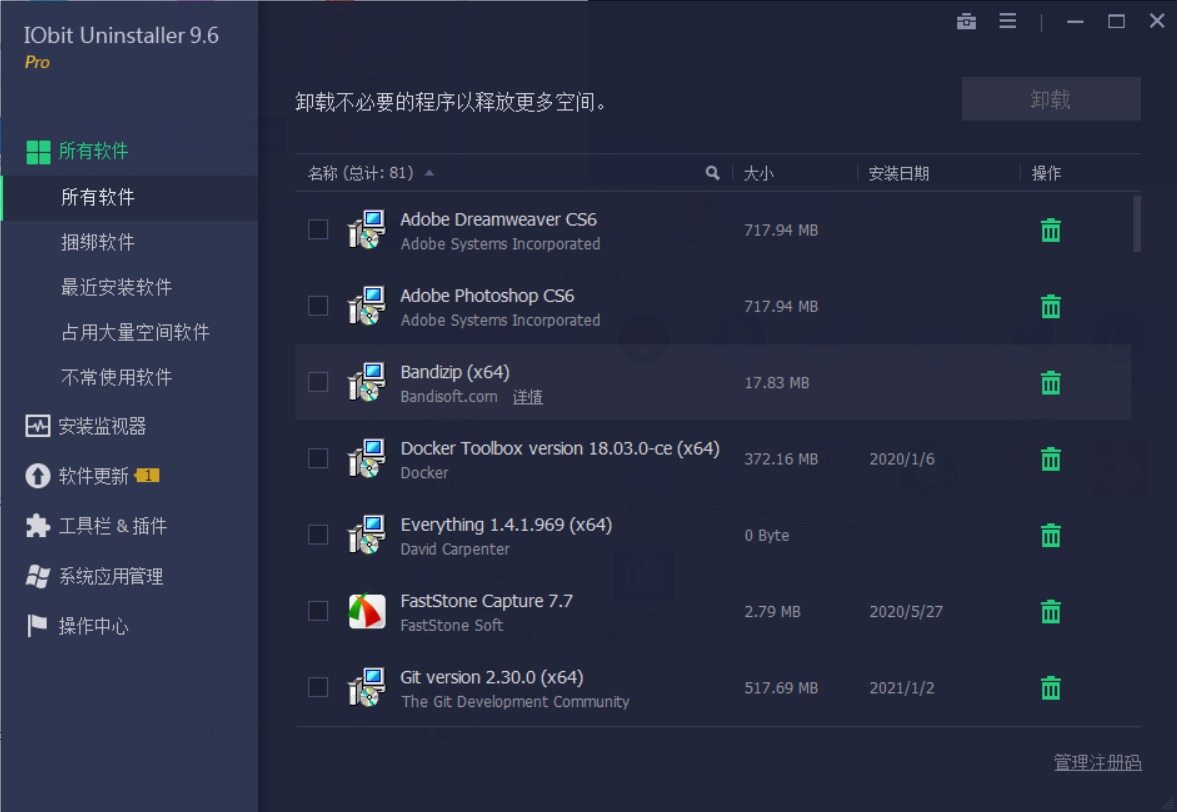 IObit Uninstaller 9.6
Pro
卸载不必要的程序以释放更多空间。
卸载
所有软件
所有软件
捆绑软件
最近安装软件
占用大量空间软件
不常使用软件
安装监视器
软件更新 1
工具栏 & 插件
系统应用管理
操作中心
名称 (总计: 81) 大小 安装日期 操作
Adobe Dreamweaver CS6
Adobe Systems Incorporated
717.94 MB
Adobe Photoshop CS6
Adobe Systems Incorporated
717.94 MB
Bandizip (x64)
Bandisoft.com 详情
17.83 MB
Docker Toolbox version 18.03.0-ce (x64)
Docker
372.16 MB 2020/1/6
Everything 1.4.1.969 (x64)
David Carpenter
0 Byte
FastStone Capture 7.7
FastStone Soft
2.79 MB 2020/5/27
Git version 2.30.0 (x64)
The Git Development Community
517.69 MB 2021/1/2
管理注册码